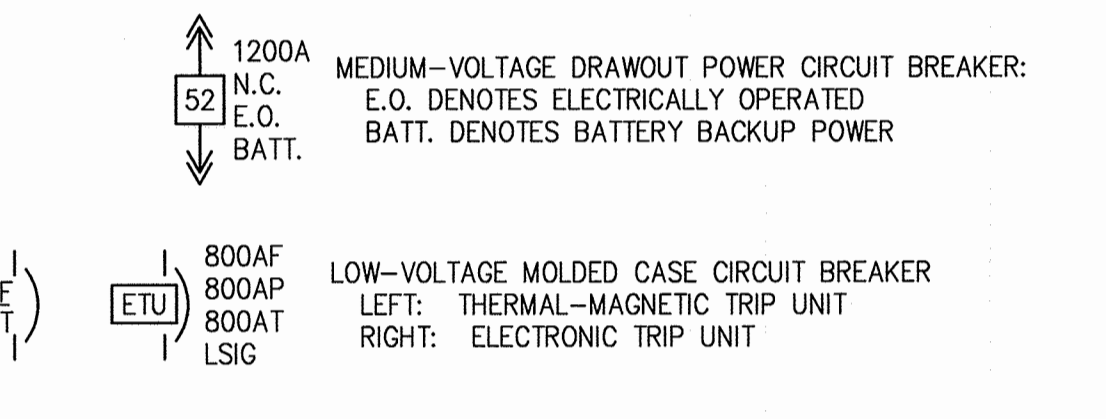 1200A
N.C.
E.O.
BATT.
52
MEDIUM-VOLTAGE DRAWOUT POWER CIRCUIT BREAKER:
E.O. DENOTES ELECTRICALLY OPERATED
BATT. DENOTES BATTERY BACKUP POWER
F
T
ETU
800AF
800AP
800AT
LSIG
LOW-VOLTAGE MOLDED CASE CIRCUIT BREAKER
LEFT: THERMAL-MAGNETIC TRIP UNIT
RIGHT: ELECTRONIC TRIP UNIT